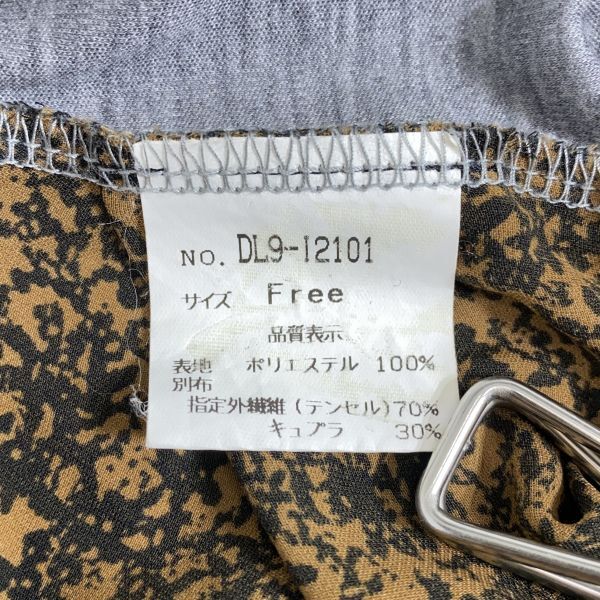 NO. DL9-12101
サイズ Free
品質表示
表地 ポリエステル 100%
別布
指定外繊維(テンセル)70%
キュプラ 30%